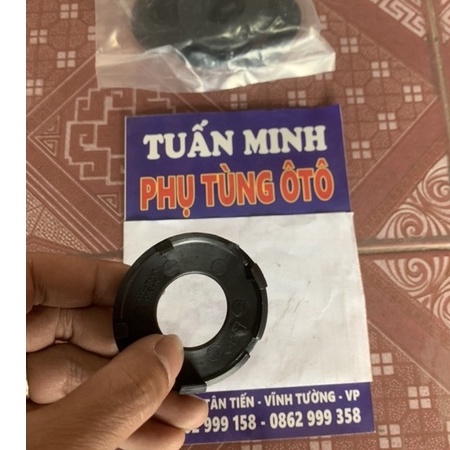 TUẤN MINH
PHỤ TÙNG ÔTÔ
TÂN TIẾN - VĨNH TƯỜNG - VP
999 158 - 0862 999 358